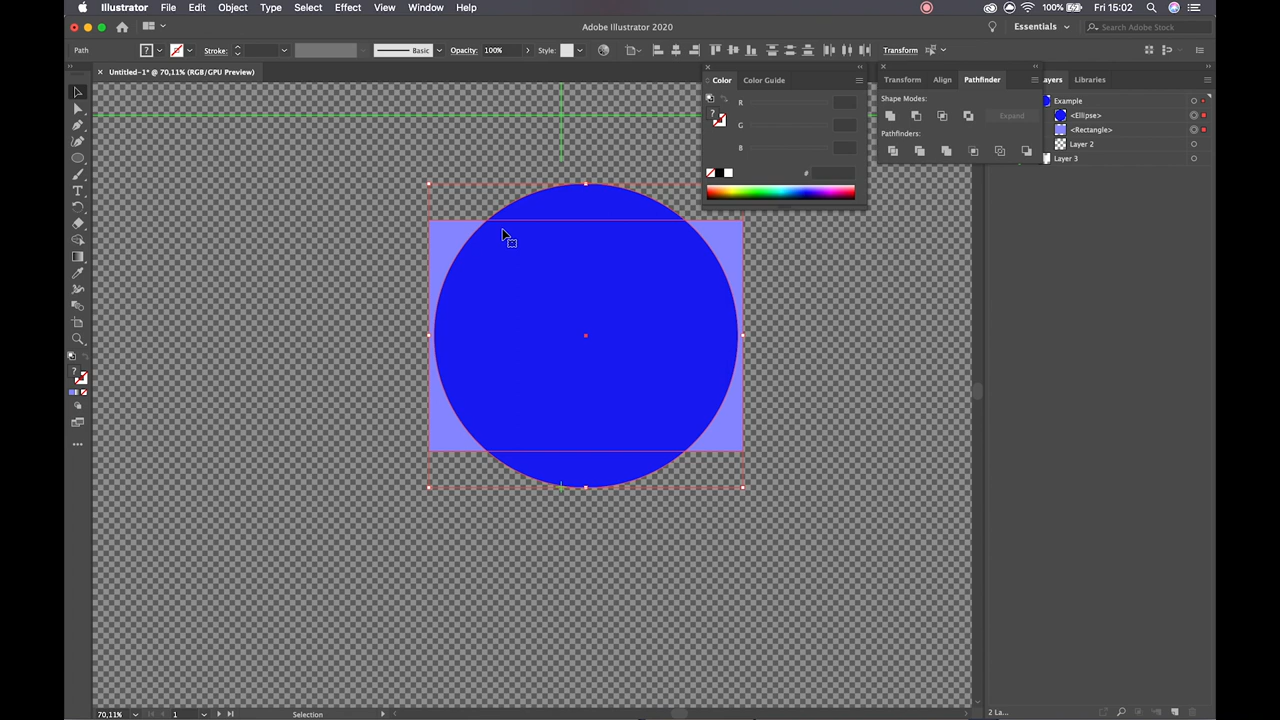 Illustrator File Edit Object Type Select Effect View Window Help 100% Fri 15:02
Adobe Illustrator 2020 Essentials Search Adobe Stock
Path ? Stroke: Basic Opacity: 100% Style: Transform
× Untitled-1* @ 70,11% (RGB/GPU Preview)
Color Color Guide
R
G
B
#
Transform Align Pathfinder
Shape Modes:
Expand
Pathfinders:
ayers Libraries
Example
<Ellipse>
<Rectangle>
Layer 2
Layer 3
70,11% 1 Selection
2 La...